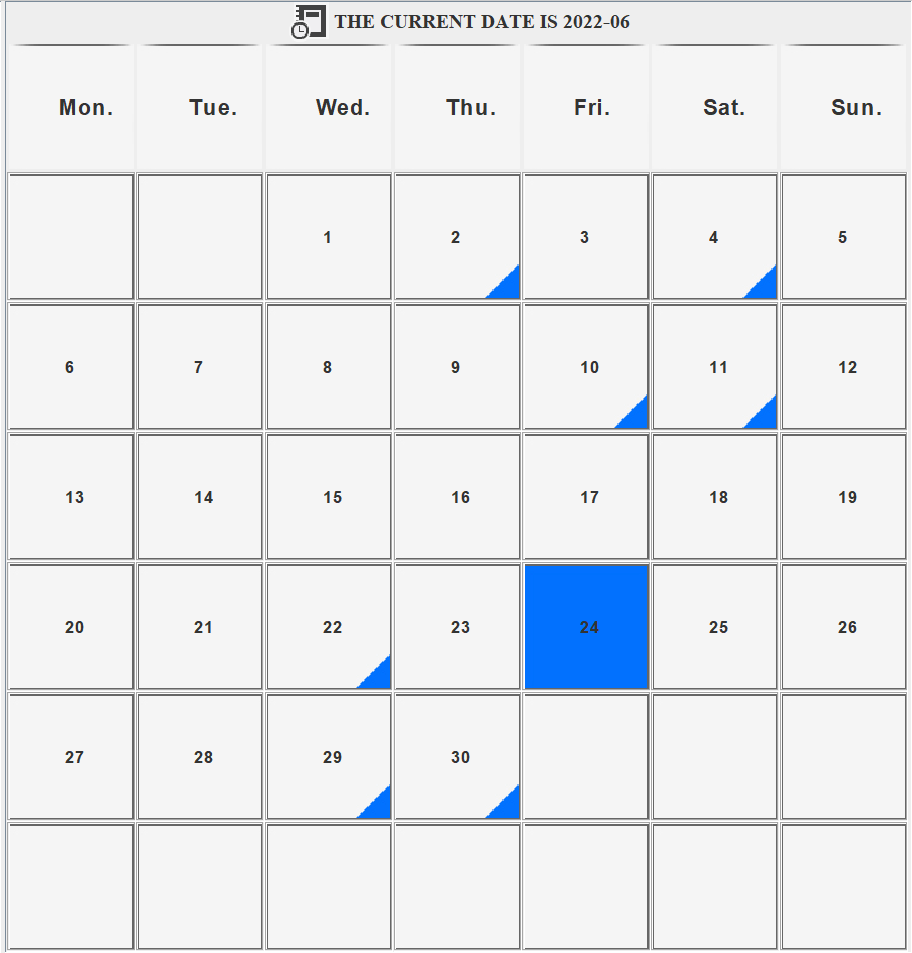 THE CURRENT DATE IS 2022-06
Mon. Tue. Wed. Thu. Fri. Sat. Sun.
1 2 3 4 5
6 7 8 9 10 11 12
13 14 15 16 17 18 19
20 21 22 23 24 25 26
27 28 29 30